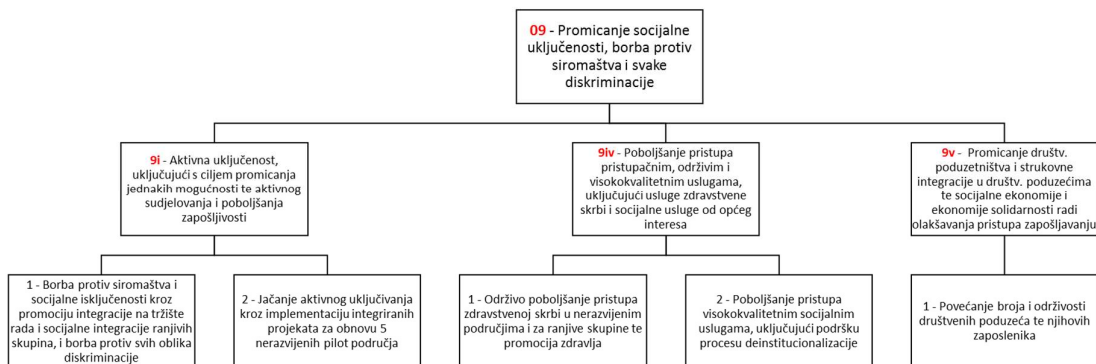 09 - Promicanje socijalne
uključenosti, borba protiv
siromaštva i svake
diskriminacije
9i - Aktivna uključenost,
uključujući s ciljem promicanja
jednakih mogućnosti te aktivnog
sudjelovanja i poboljšanja
zapošljivosti
9iv - Poboljšanje pristupa
pristupačnim, održivim i
visokokvalitetnim uslugama,
uključujući usluge zdravstvene
skrbi i socijalne usluge od općeg
interesa
9v - Promicanje društv.
poduzetništva i strukovne
integracije u društv. poduzećima
te socijalne ekonomije i
ekonomije solidarnosti radi
olakšavanja pristupa zapošljavanju
1 - Borba protiv siromaštva i
socijalne isključenosti kroz
promociju integracije na tržište
rada i socijalne integracije ranjivih
skupina, i borba protiv svih oblika
diskriminacije
2 - Jačanje aktivnog uključivanja
kroz implementaciju integriranih
projekata za obnovu 5
nerazvijenih pilot područja
1 - Održivo poboljšanje pristupa
zdravstvenoj skrbi u nerazvijenim
područjima i za ranjive skupine te
promocija zdravlja
2 - Poboljšanje pristupa
visokokvalitetnim socijalnim
uslugama, uključujući podršku
procesu deinstitucionalizacije
1 - Povećanje broja i održivosti
društvenih poduzeća te njihovih
zaposlenika